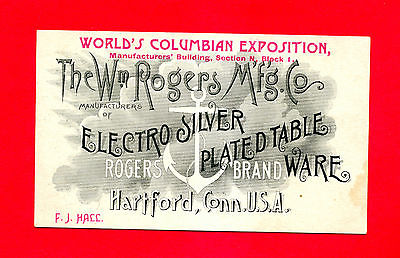 WORLD'S COLUMBIAN EXPOSITION,
Manufacturers' Building, Section N, Block 1.
The Wm Rogers M'f'g. Co.
MANUFACTURERS OF
ELECTRO SILVER
PLATED TABLE
WARE
ROGERS BRAND
Hartford, Conn. U.S.A.
F. J. HALL.